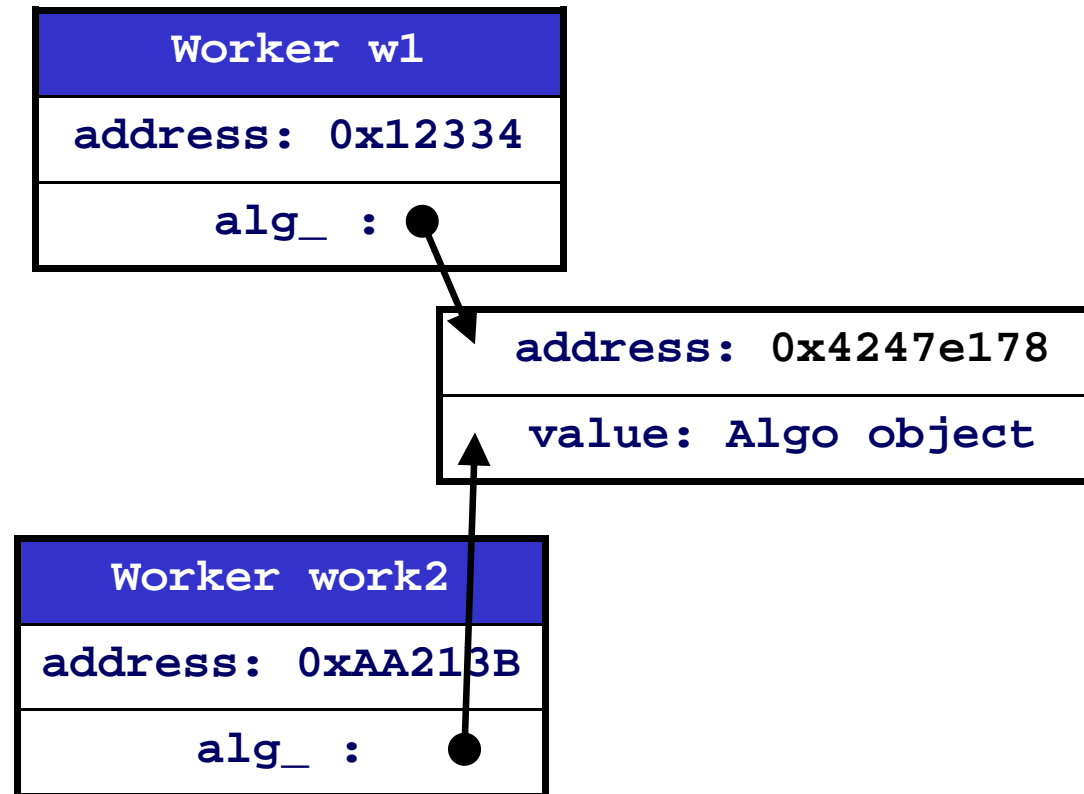 Worker w1
address: 0x12334
alg_ :
address: 0x4247e178
value: Algo object
Worker work2
address: 0xAA213B
alg_ :